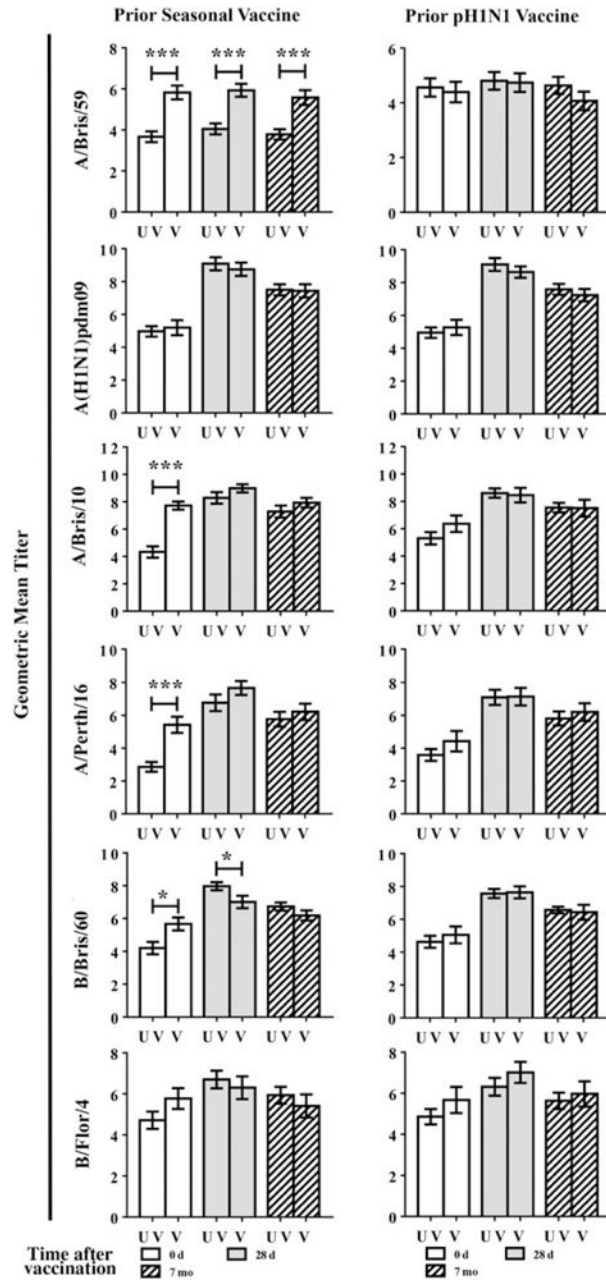 Prior Seasonal Vaccine
Prior pH1N1 Vaccine
Geometric Mean Titer
A/Bris/59
8
6
4
2
0
*** *** ***
U V V U V V U V V
6
4
2
0
U V V U V V U V V
A(H1N1)pdm09
10
8
6
4
2
0
U V V U V V U V V
10
8
6
4
2
0
U V V U V V U V V
A/Bris/10
12
10
8
6
4
2
0
***
U V V U V V U V V
12
10
8
6
4
2
0
U V V U V V U V V
A/Perth/16
10
8
6
4
2
0
***
U V V U V V U V V
10
8
6
4
2
0
U V V U V V U V V
B/Bris/60
10
8
6
4
2
0
* *
U V V U V V U V V
10
8
6
4
2
0
U V V U V V U V V
B/Flor/4
8
6
4
2
0
U V V U V V U V V
8
6
4
2
0
U V V U V V U V V
Time after
vaccination
0 d 28 d
7 mo
0 d 28 d
7 mo